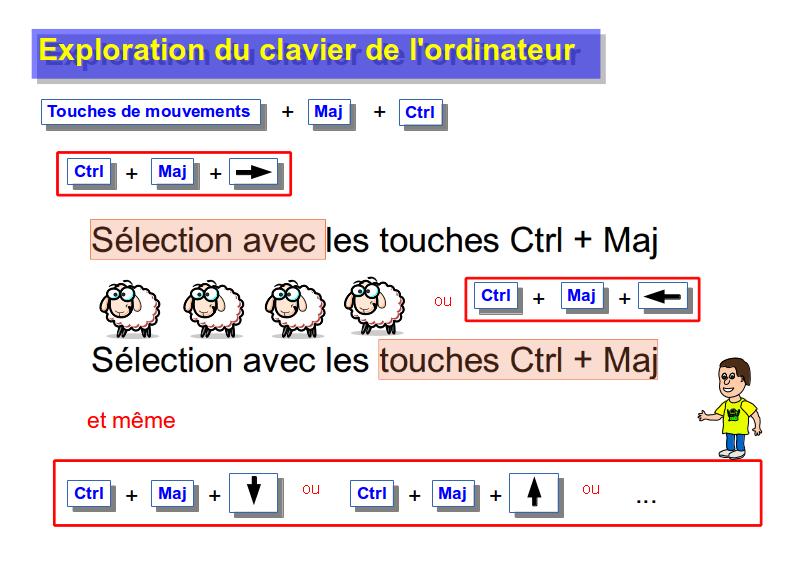 Exploration du clavier de l'ordinateur
Touches de mouvements + Maj + Ctrl
Ctrl + Maj +
Sélection avec les touches Ctrl + Maj
ou Ctrl + Maj +
Sélection avec les touches Ctrl + Maj
et même
Ctrl + Maj + ou Ctrl + Maj + ou ...